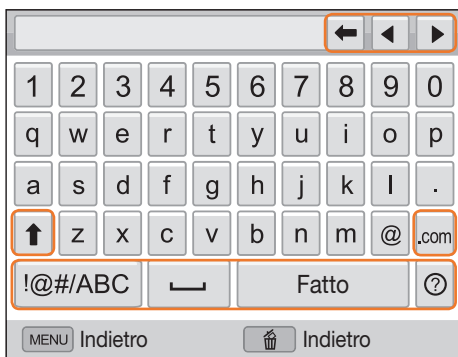 1 2 3 4 5 6 7 8 9 0
q w e r t y u i o p
a s d f g h j k l .
z x c v b n m @ .com
!@#/ABC Fatto ?
MENU Indietro Indietro